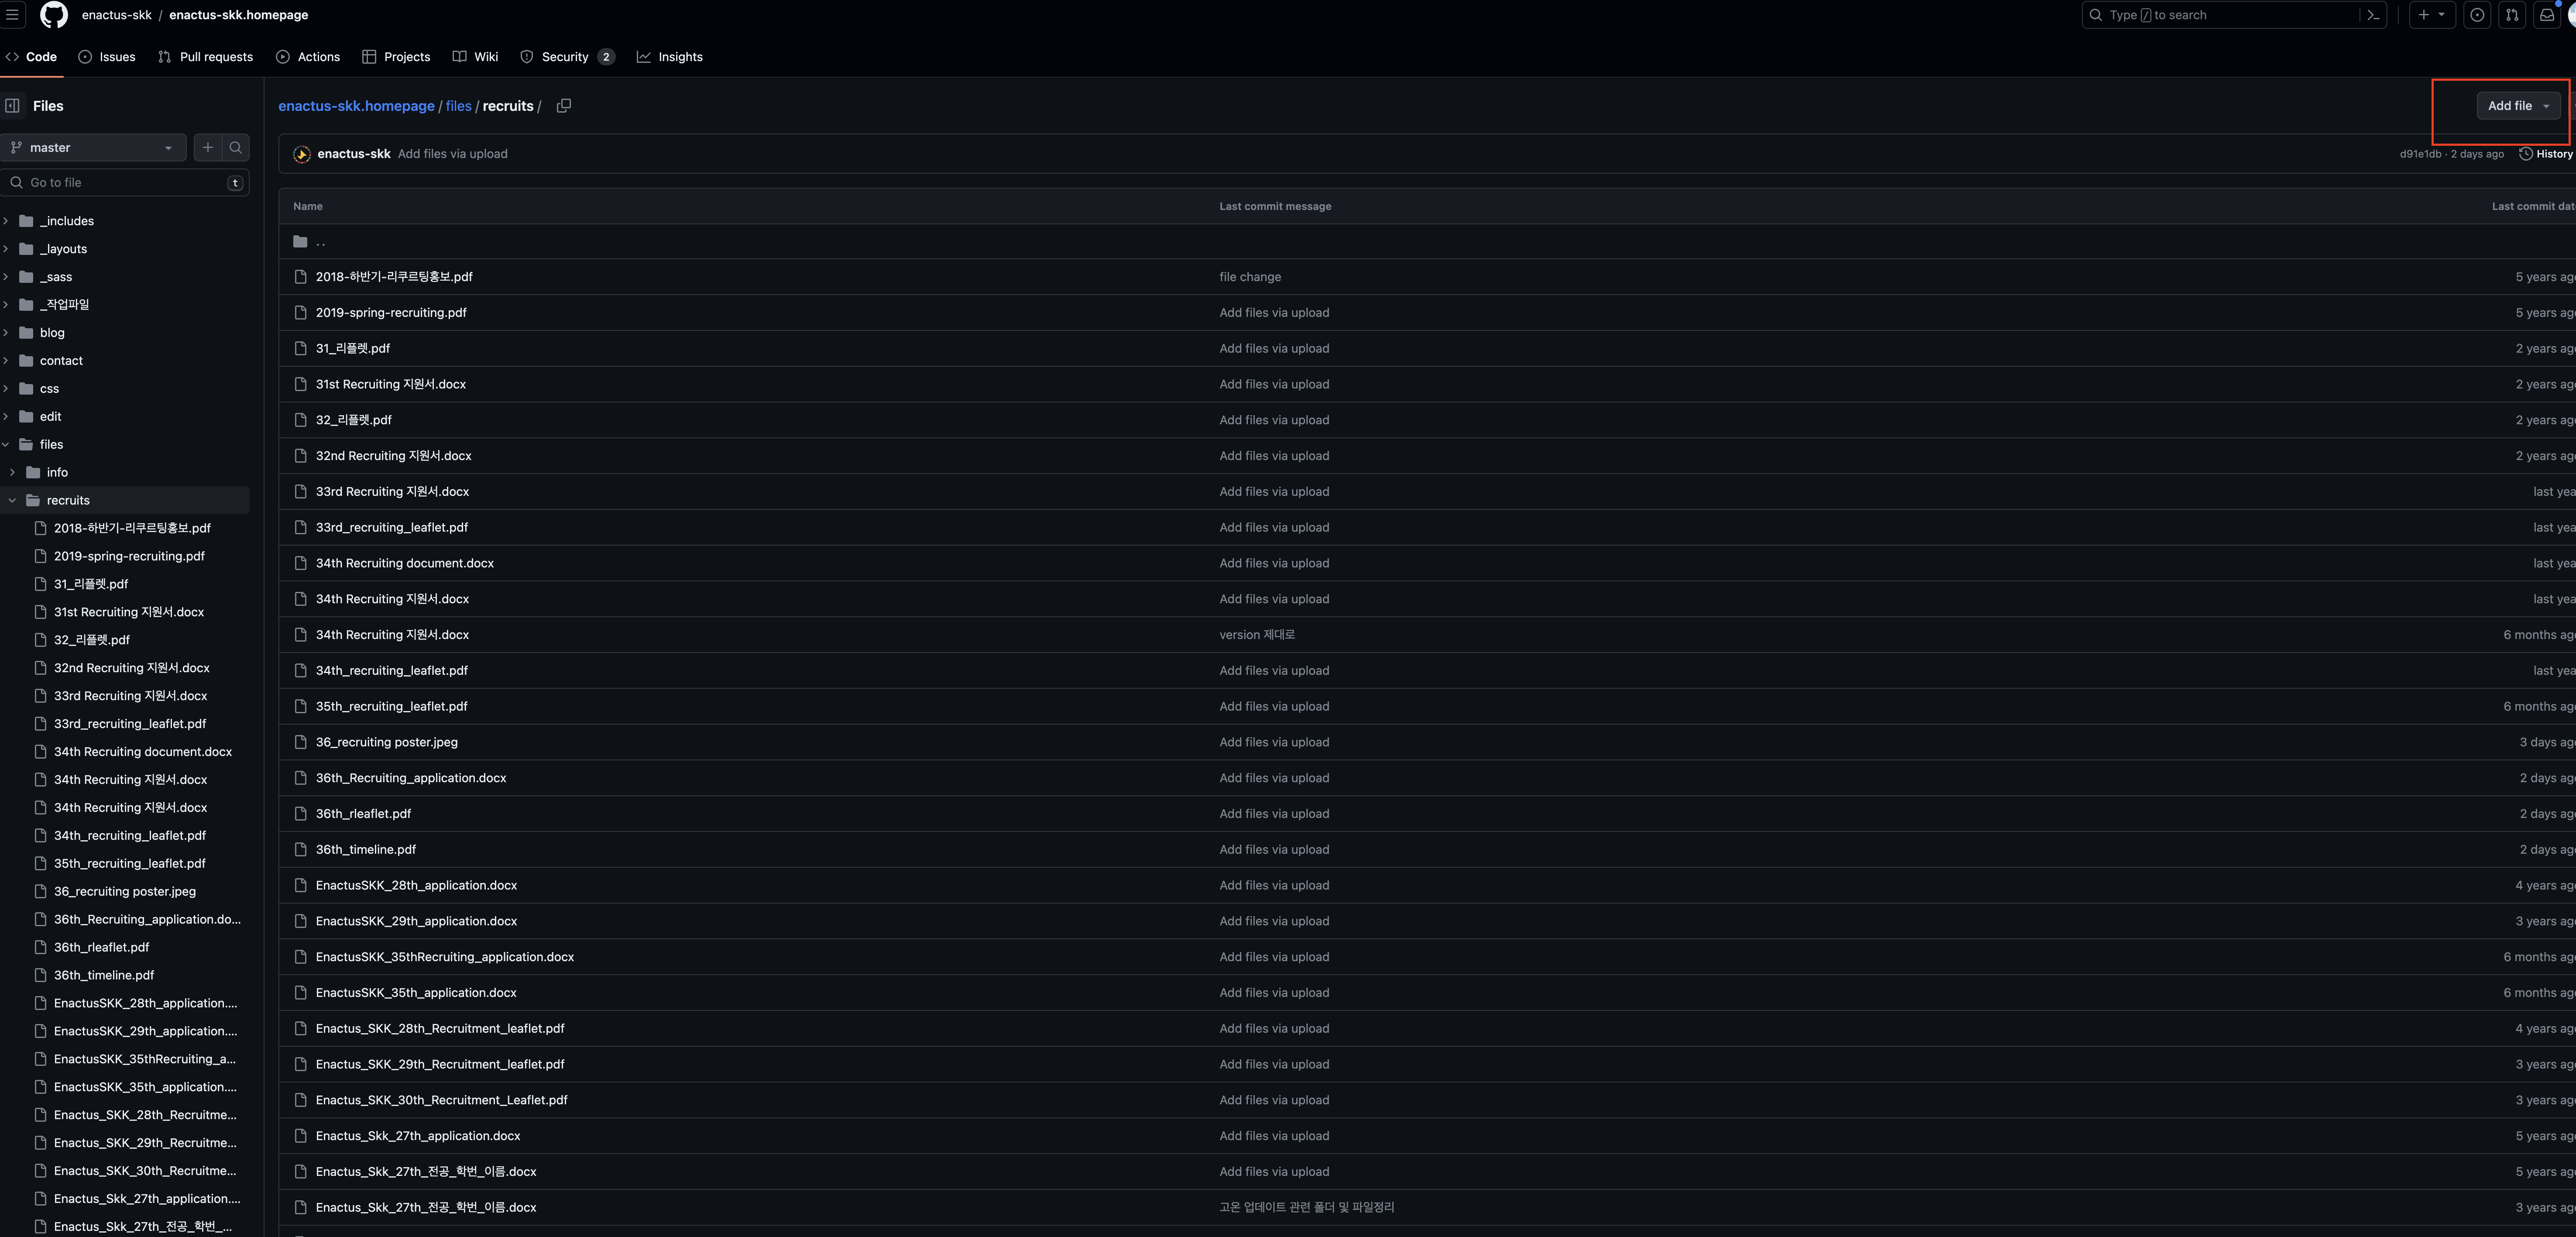 enactus-skk / enactus-skk.homepage
Type / to search
Code Issues Pull requests Actions Projects Wiki Security 2 Insights
Files
enactus-skk.homepage / files / recruits /
Add file
master
enactus-skk Add files via upload
d91e1db · 2 days ago History
Go to file t
Name Last commit message Last commit dat
_includes
_layouts
_sass
_작업파일
blog
contact
css
edit
files
info
recruits
2018-하반기-리쿠르팅홍보.pdf
2019-spring-recruiting.pdf
31_리플렛.pdf
31st Recruiting 지원서.docx
32_리플렛.pdf
32nd Recruiting 지원서.docx
33rd Recruiting 지원서.docx
33rd_recruiting_leaflet.pdf
34th Recruiting document.docx
34th Recruiting 지원서.docx
34th Recruiting 지원서.docx
34th_recruiting_leaflet.pdf
35th_recruiting_leaflet.pdf
36_recruiting poster.jpeg
36th_Recruiting_application.do...
36th_rleaflet.pdf
36th_timeline.pdf
EnactusSKK_28th_application....
EnactusSKK_29th_application....
EnactusSKK_35thRecruiting_a...
EnactusSKK_35th_application....
Enactus_SKK_28th_Recruitme...
Enactus_SKK_29th_Recruitme...
Enactus_SKK_30th_Recruitme...
Enactus_Skk_27th_application....
Enactus_Skk_27th_전공_학번_...
..
2018-하반기-리쿠르팅홍보.pdf file change 5 years ago
2019-spring-recruiting.pdf Add files via upload 5 years ago
31_리플렛.pdf Add files via upload 2 years ago
31st Recruiting 지원서.docx Add files via upload 2 years ago
32_리플렛.pdf Add files via upload 2 years ago
32nd Recruiting 지원서.docx Add files via upload 2 years ago
33rd Recruiting 지원서.docx Add files via upload last yea
33rd_recruiting_leaflet.pdf Add files via upload last yea
34th Recruiting document.docx Add files via upload last yea
34th Recruiting 지원서.docx Add files via upload last yea
34th Recruiting 지원서.docx version 제대로 6 months ago
34th_recruiting_leaflet.pdf Add files via upload last yea
35th_recruiting_leaflet.pdf Add files via upload 6 months ago
36_recruiting poster.jpeg Add files via upload 3 days ago
36th_Recruiting_application.docx Add files via upload 2 days ago
36th_rleaflet.pdf Add files via upload 2 days ago
36th_timeline.pdf Add files via upload 2 days ago
EnactusSKK_28th_application.docx Add files via upload 4 years ago
EnactusSKK_29th_application.docx Add files via upload 3 years ago
EnactusSKK_35thRecruiting_application.docx Add files via upload 6 months ago
EnactusSKK_35th_application.docx Add files via upload 6 months ago
Enactus_SKK_28th_Recruitment_leaflet.pdf Add files via upload 4 years ago
Enactus_SKK_29th_Recruitment_leaflet.pdf Add files via upload 3 years ago
Enactus_SKK_30th_Recruitment_Leaflet.pdf Add files via upload 3 years ago
Enactus_Skk_27th_application.docx Add files via upload 5 years ago
Enactus_Skk_27th_전공_학번_이름.docx Add files via upload 5 years ago
Enactus_Skk_27th_전공_학번_이름.docx 고온 업데이트 관련 폴더 및 파일정리 3 years ago